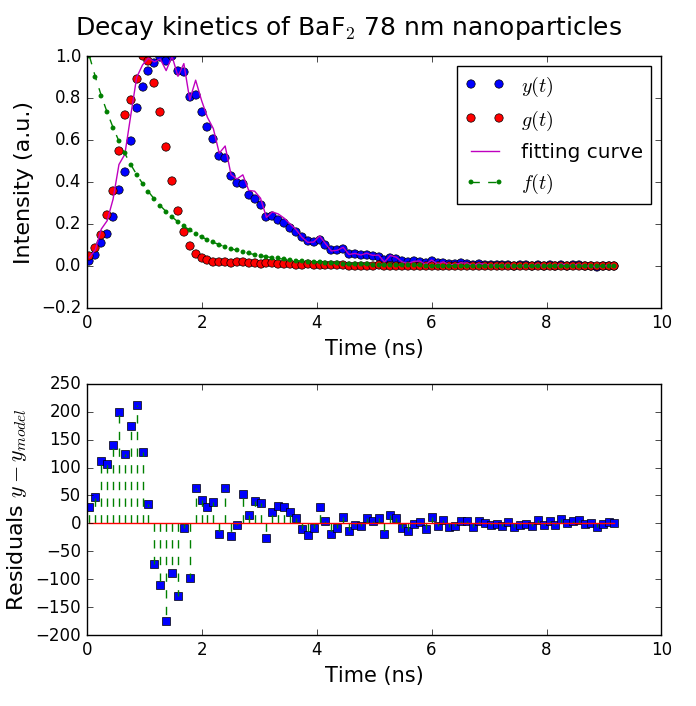 Decay kinetics of BaF₂ 78 nm nanoparticles
1.0
0.8
0.6
0.4
0.2
0.0
−0.2
Intensity (a.u.)
y(t)
g(t)
fitting curve
f(t)
0 2 4 6 8 10
Time (ns)
250
200
150
100
50
0
−50
−100
−150
−200
Residuals y − y_model
0 2 4 6 8 10
Time (ns)